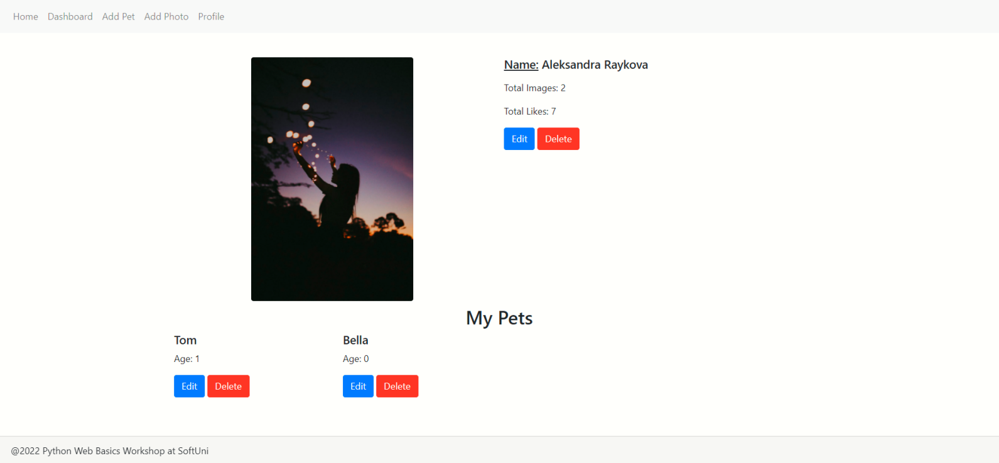 Home Dashboard Add Pet Add Photo Profile
Name: Aleksandra Raykova
Total Images: 2
Total Likes: 7
Edit Delete
My Pets
Tom
Age: 1
Edit Delete
Bella
Age: 0
Edit Delete
@2022 Python Web Basics Workshop at SoftUni